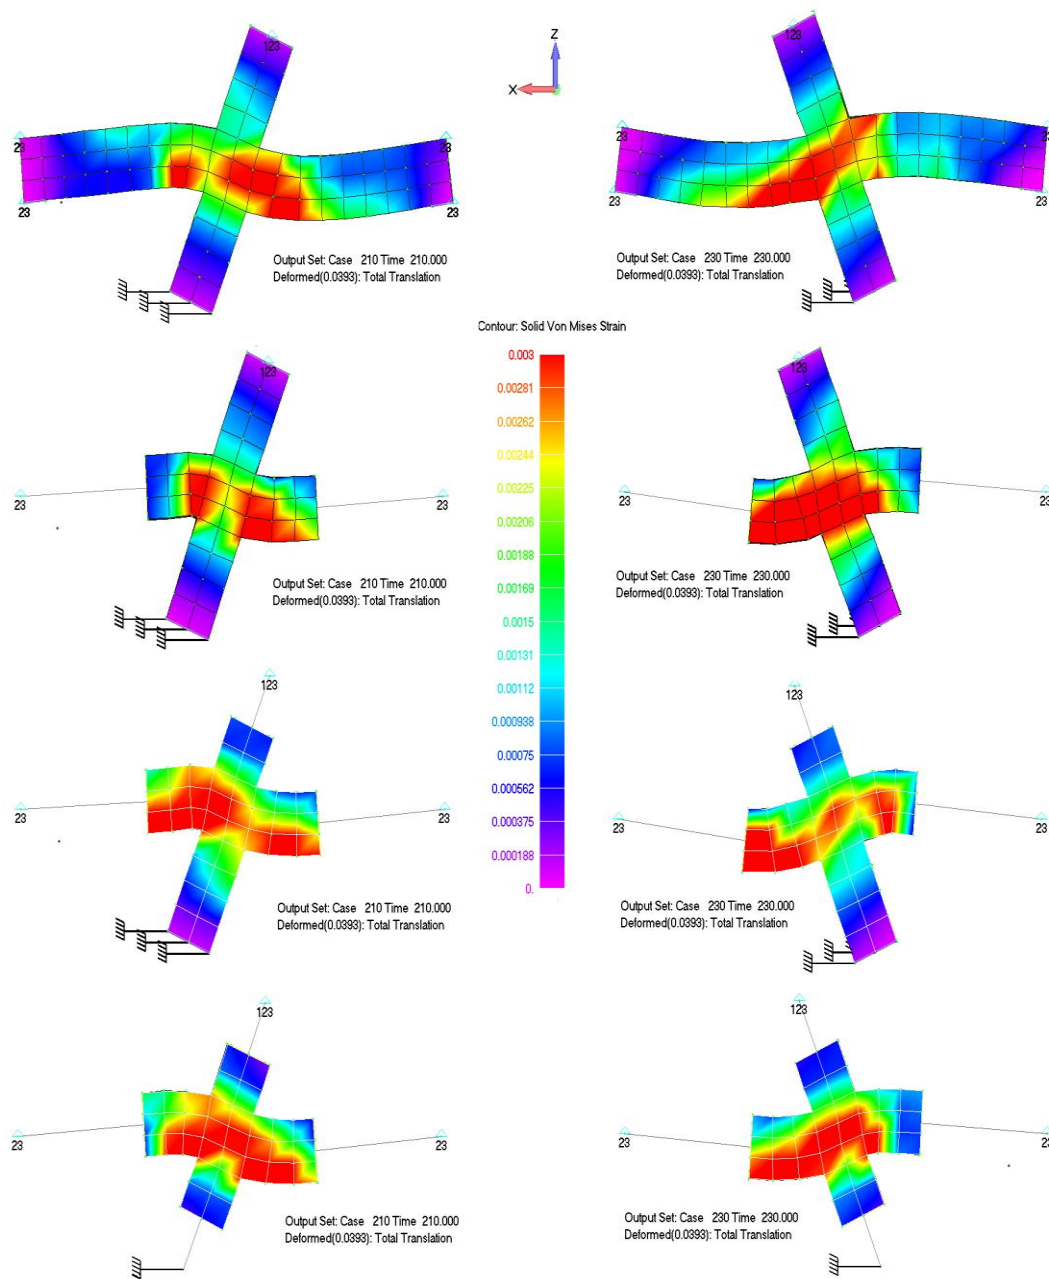 123
123
Z
X
23
23
23
23
23
23
23
23
Output Set: Case 210 Time 210.000
Deformed(0.0393): Total Translation
Output Set: Case 230 Time 230.000
Deformed(0.0393): Total Translation
Contour: Solid Von Mises Strain
0.003
0.00281
0.00262
0.00244
0.00225
0.00206
0.00188
0.00169
0.0015
0.00131
0.00112
0.000938
0.00075
0.000562
0.000375
0.000188
0.
123
123
23
23
23
23
Output Set: Case 210 Time 210.000
Deformed(0.0393): Total Translation
Output Set: Case 230 Time 230.000
Deformed(0.0393): Total Translation
123
123
23
23
23
23
Output Set: Case 210 Time 210.000
Deformed(0.0393): Total Translation
Output Set: Case 230 Time 230.000
Deformed(0.0393): Total Translation
123
123
23
23
23
23
Output Set: Case 210 Time 210.000
Deformed(0.0393): Total Translation
Output Set: Case 230 Time 230.000
Deformed(0.0393): Total Translation